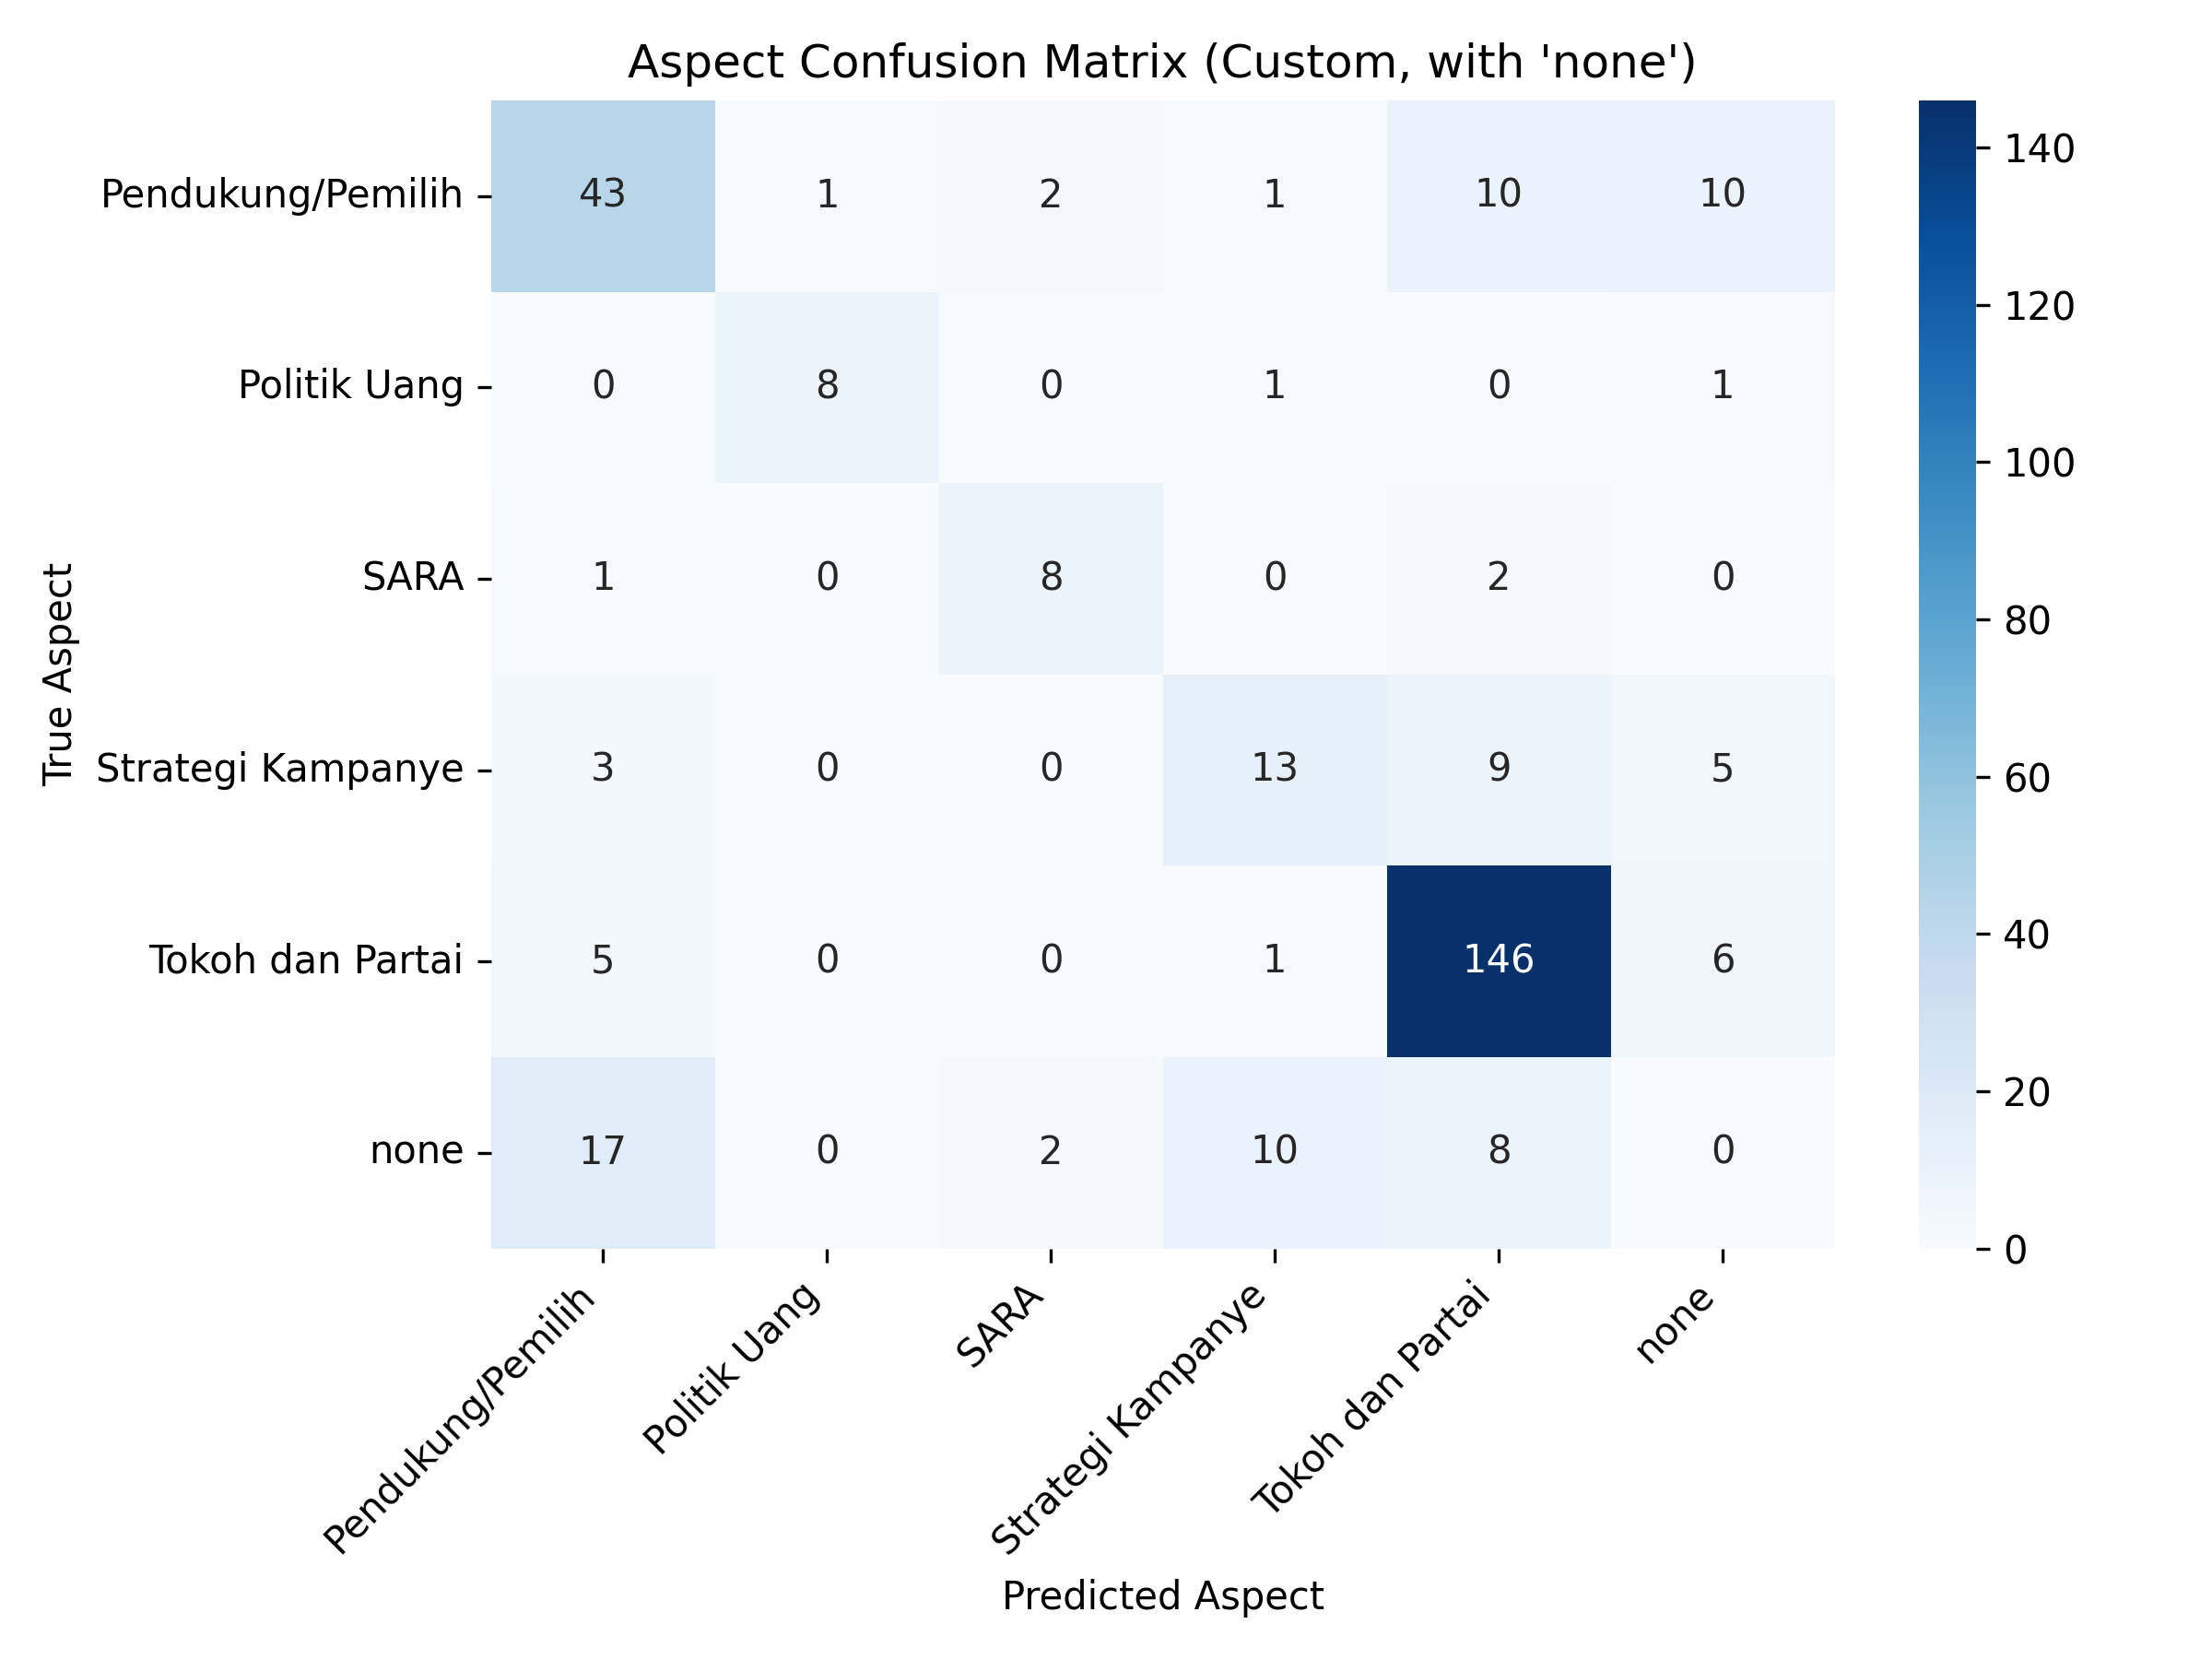 Aspect Confusion Matrix (Custom, with 'none')
True Aspect
Pendukung/Pemilih 43 1 2 1 10 10
Politik Uang 0 8 0 1 0 1
SARA 1 0 8 0 2 0
Strategi Kampanye 3 0 0 13 9 5
Tokoh dan Partai 5 0 0 1 146 6
none 17 0 2 10 8 0
Pendukung/Pemilih Politik Uang SARA Strategi Kampanye Tokoh dan Partai none
Predicted Aspect
140
120
100
80
60
40
20
0